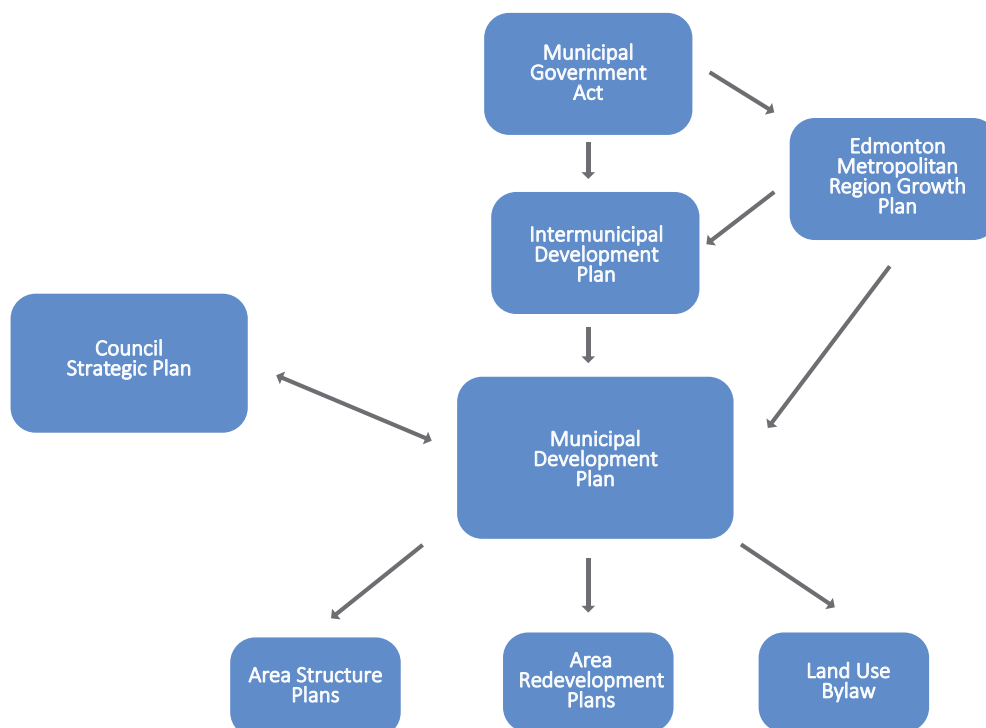 Municipal
Government
Act
Edmonton
Metropolitan
Region Growth
Plan
Intermunicipal
Development
Plan
Council
Strategic Plan
Municipal
Development
Plan
Area Structure
Plans
Area
Redevelopment
Plans
Land Use
Bylaw